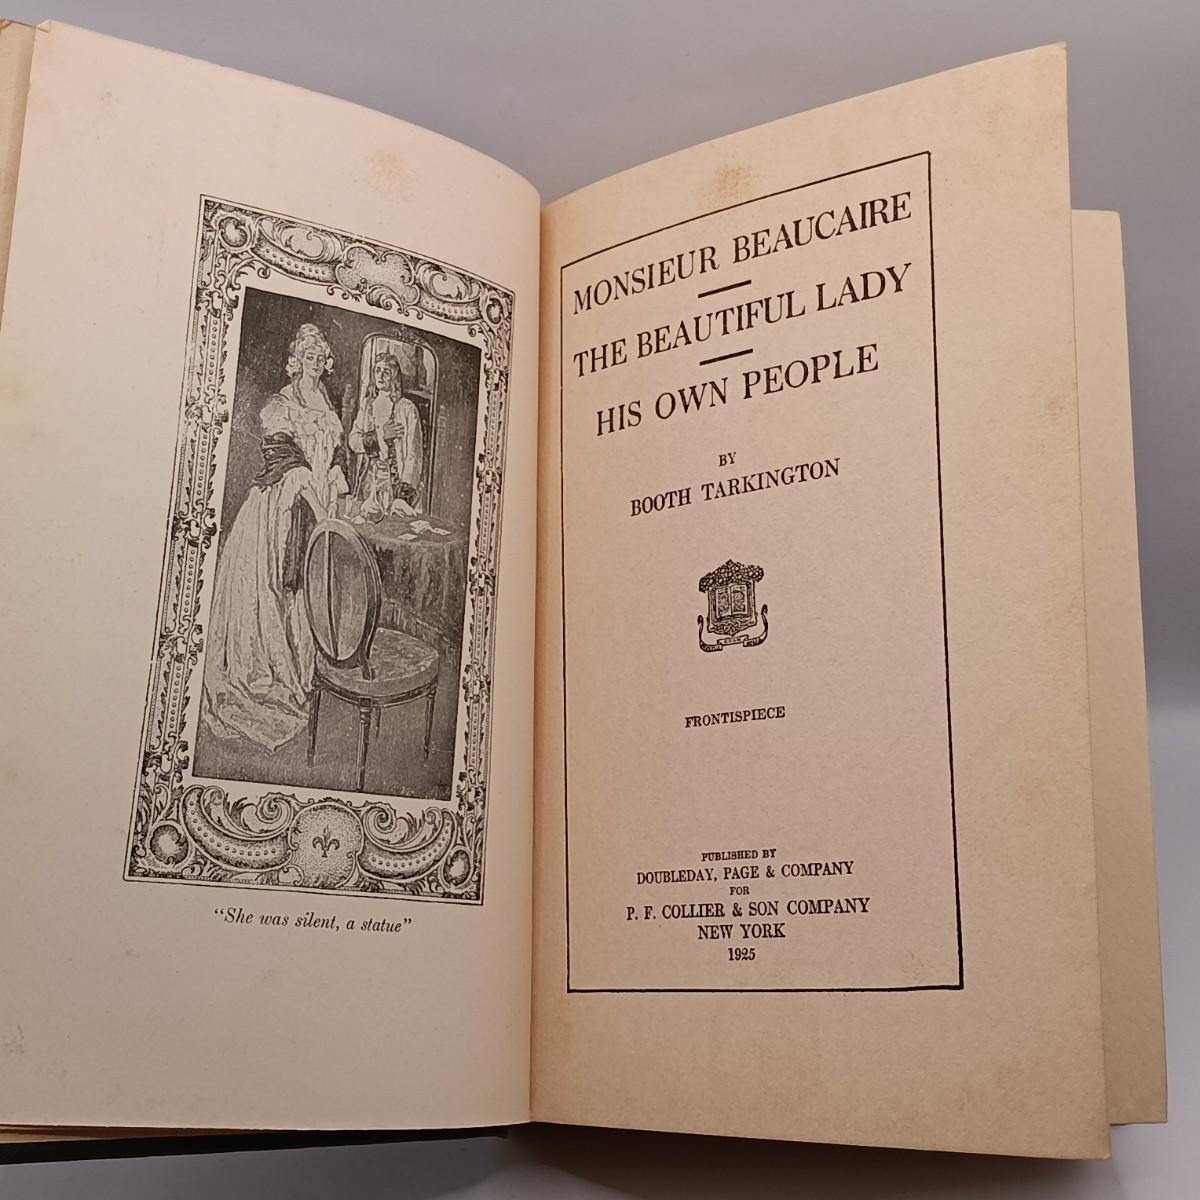 "She was silent, a statue"
MONSIEUR BEAUCAIRE
THE BEAUTIFUL LADY
HIS OWN PEOPLE
BY
BOOTH TARKINGTON
FRONTISPIECE
PUBLISHED BY
DOUBLEDAY, PAGE & COMPANY
FOR
P. F. COLLIER & SON COMPANY
NEW YORK
1925